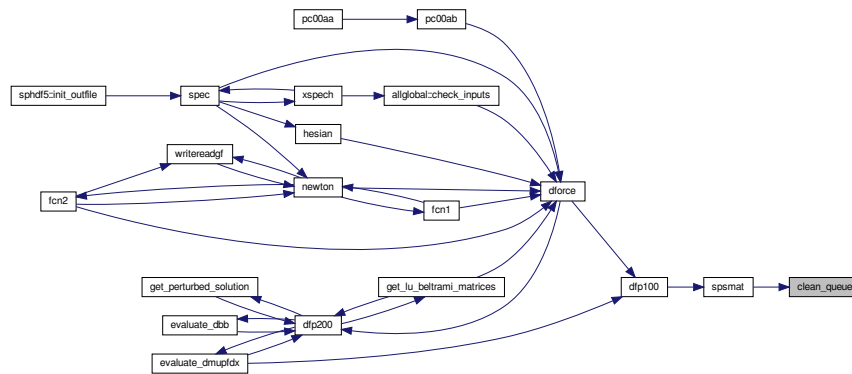 pc00aa
pc00ab
sphdf5::init_outfile
spec
xspech
allglobal::check_inputs
hesian
writereadgf
newton
dforce
fcn2
fcn1
get_perturbed_solution
get_lu_beltrami_matrices
dfp100
spsmat
clean_queue
evaluate_dbb
dfp200
evaluate_dmupfdx